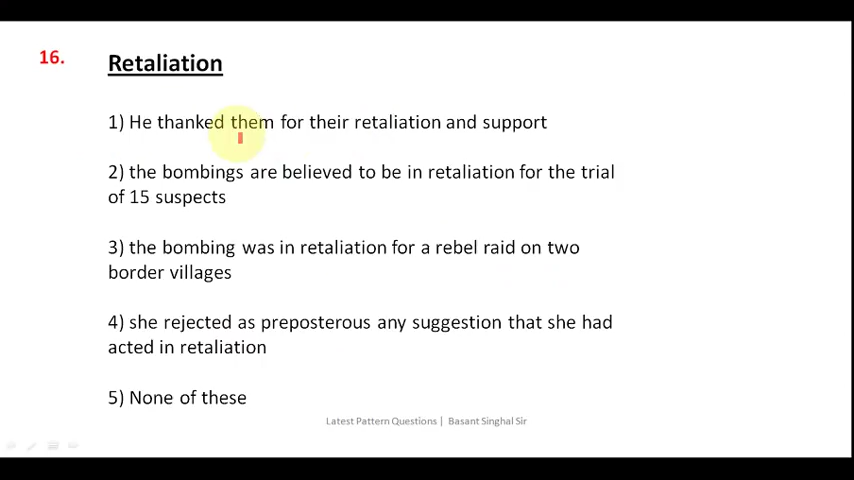 16.
Retaliation
1) He thanked them for their retaliation and support
2) the bombings are believed to be in retaliation for the trial
of 15 suspects
3) the bombing was in retaliation for a rebel raid on two
border villages
4) she rejected as preposterous any suggestion that she had
acted in retaliation
5) None of these
Latest Pattern Questions | Basant Singhal Sir